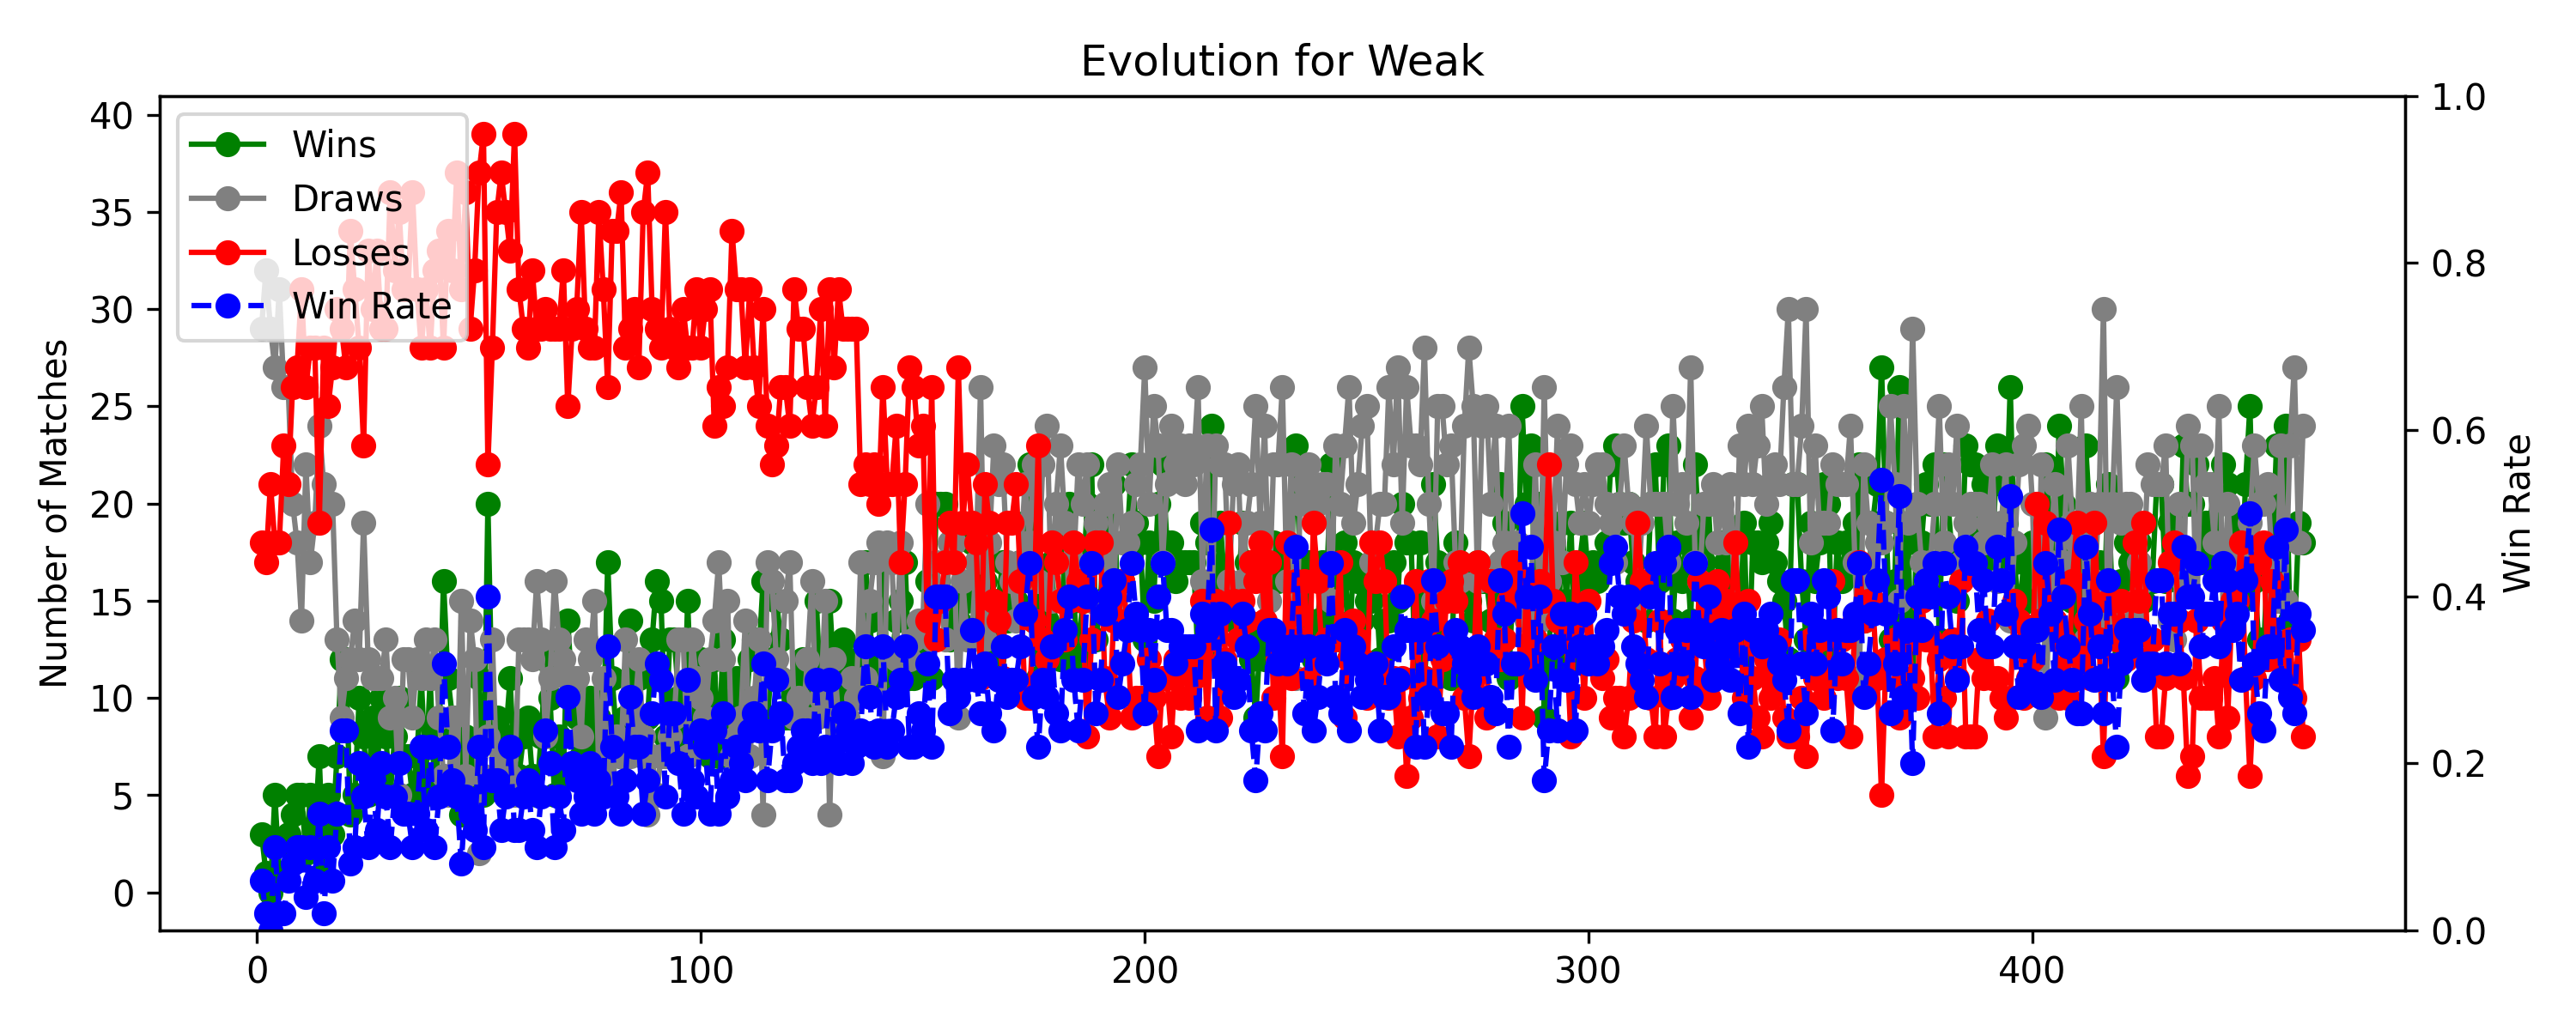 Evolution for Weak
40
35
30
25
20
15
10
5
0
Number of Matches
Wins
Draws
Losses
Win Rate
1.0
0.8
0.6
0.4
0.2
0.0
Win Rate
0 100 200 300 400